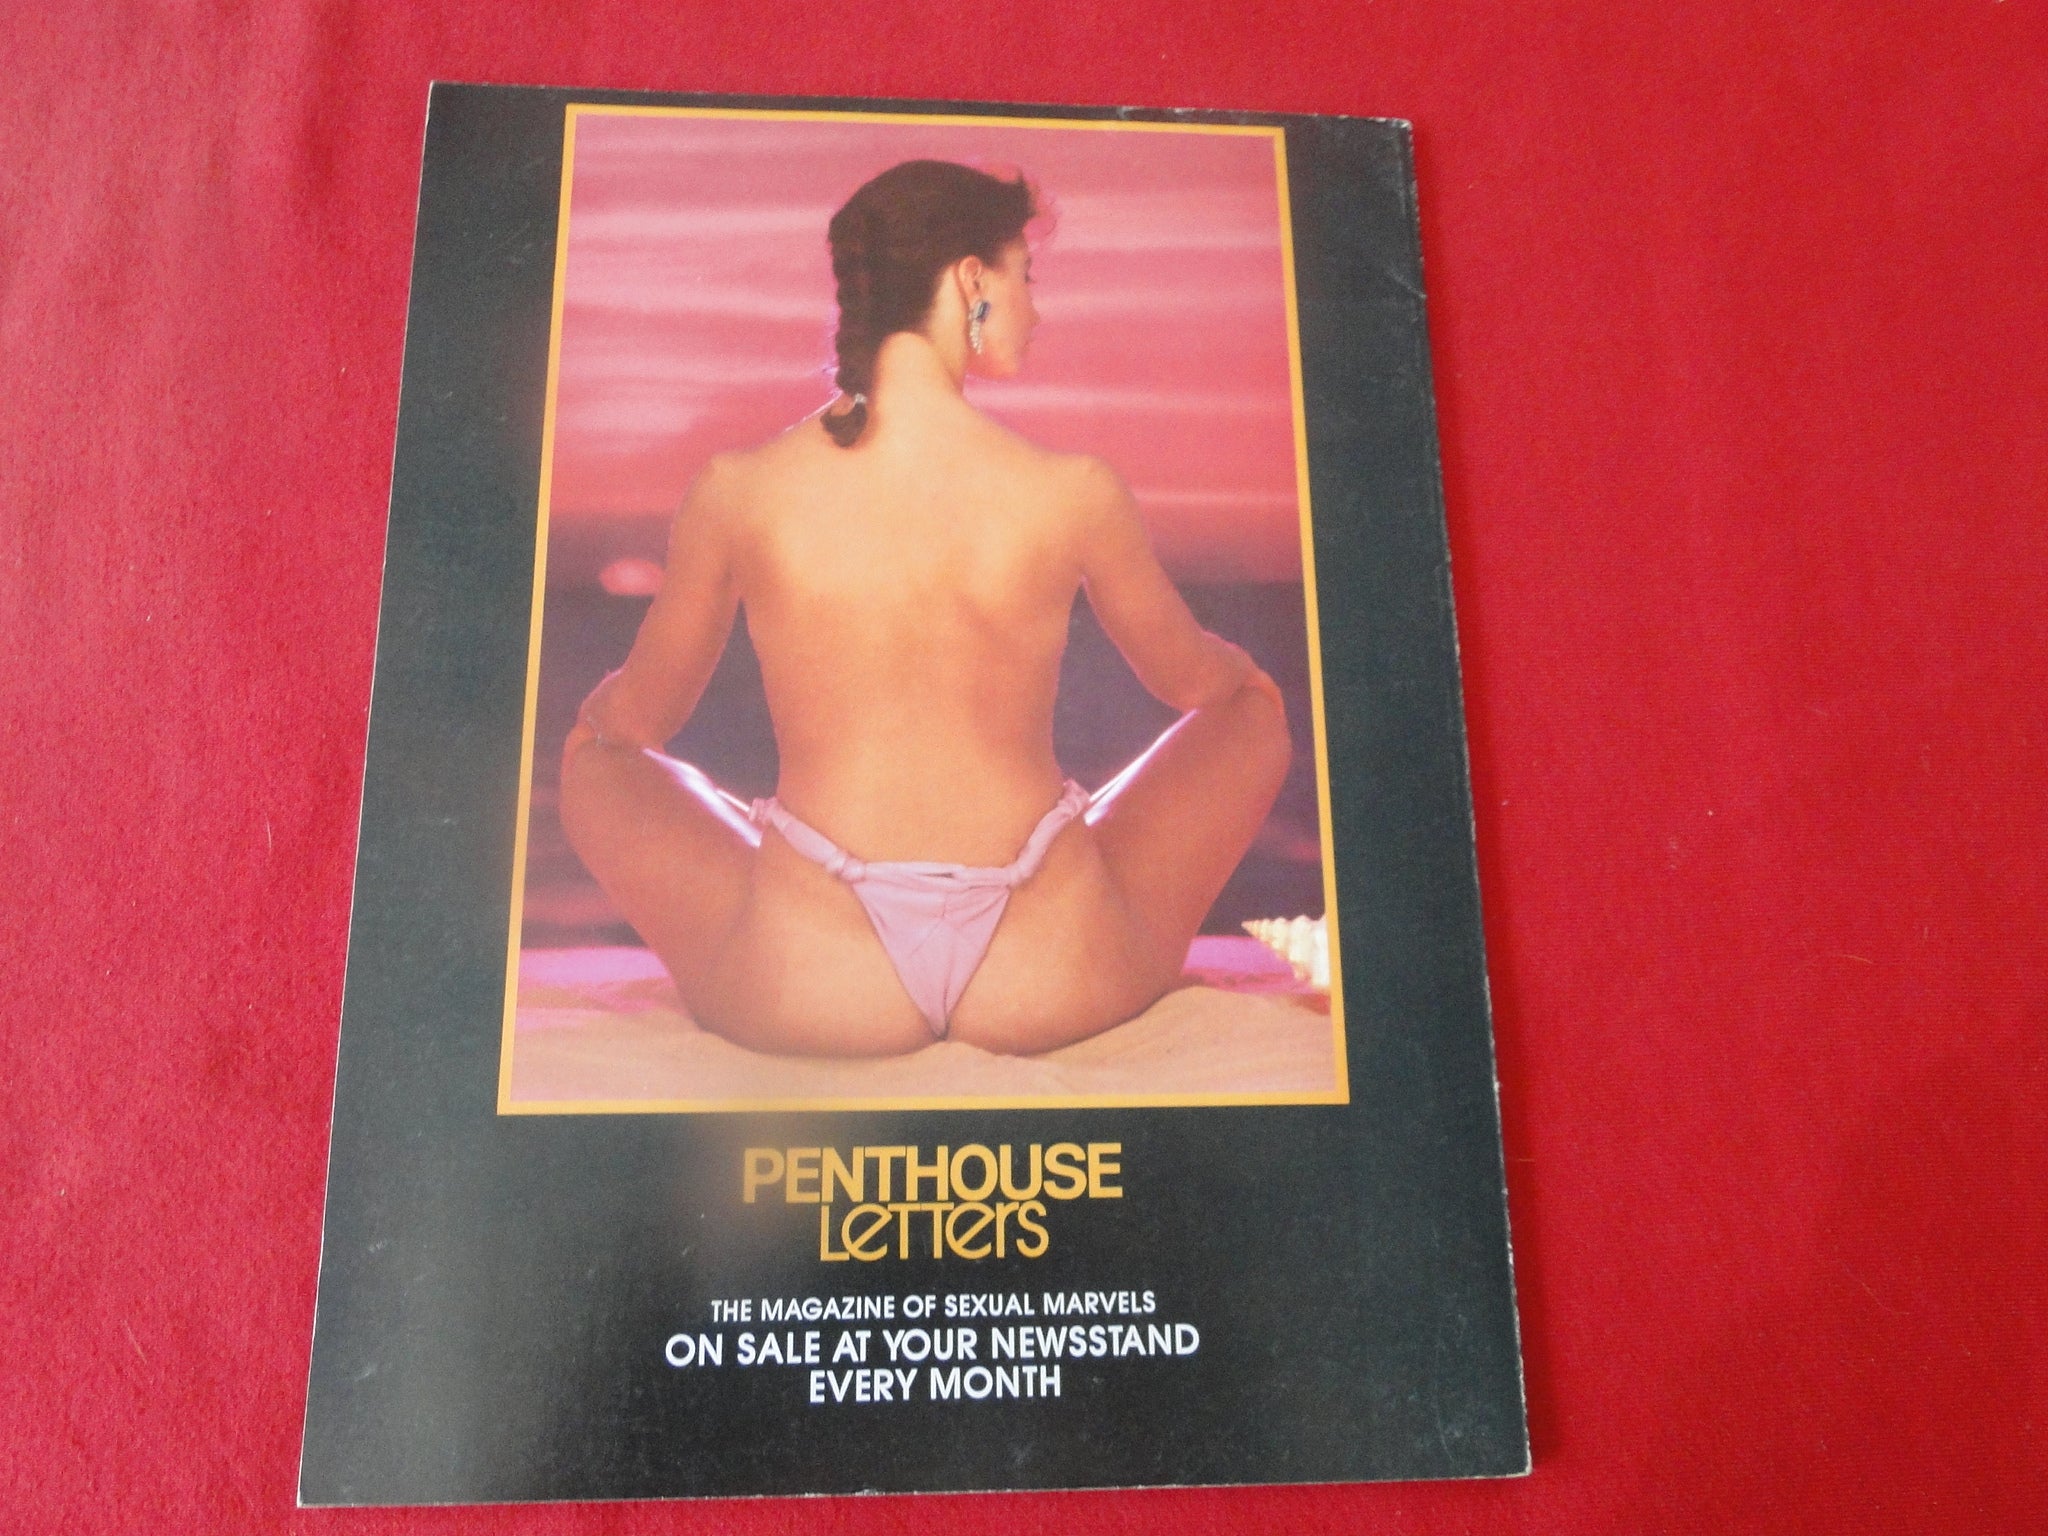 PENTHOUSE
LETTERS
THE MAGAZINE OF SEXUAL MARVELS
ON SALE AT YOUR NEWSSTAND
EVERY MONTH